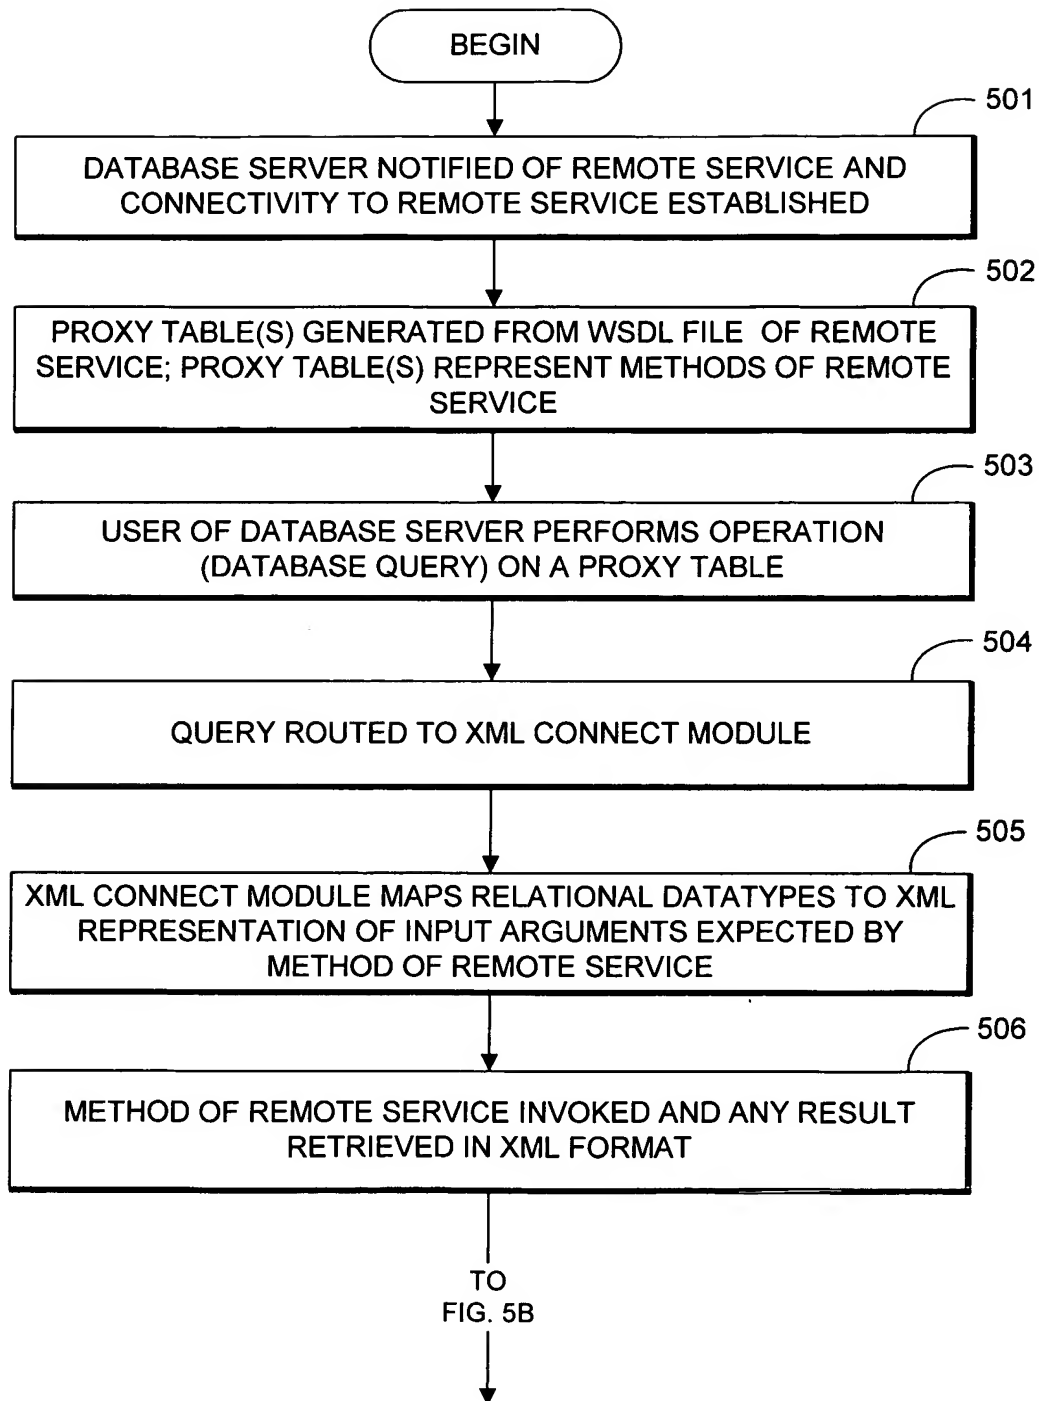 BEGIN
501
DATABASE SERVER NOTIFIED OF REMOTE SERVICE AND
CONNECTIVITY TO REMOTE SERVICE ESTABLISHED
502
PROXY TABLE(S) GENERATED FROM WSDL FILE OF REMOTE
SERVICE; PROXY TABLE(S) REPRESENT METHODS OF REMOTE
SERVICE
503
USER OF DATABASE SERVER PERFORMS OPERATION
(DATABASE QUERY) ON A PROXY TABLE
504
QUERY ROUTED TO XML CONNECT MODULE
505
XML CONNECT MODULE MAPS RELATIONAL DATATYPES TO XML
REPRESENTATION OF INPUT ARGUMENTS EXPECTED BY
METHOD OF REMOTE SERVICE
506
METHOD OF REMOTE SERVICE INVOKED AND ANY RESULT
RETRIEVED IN XML FORMAT
TO
FIG. 5B